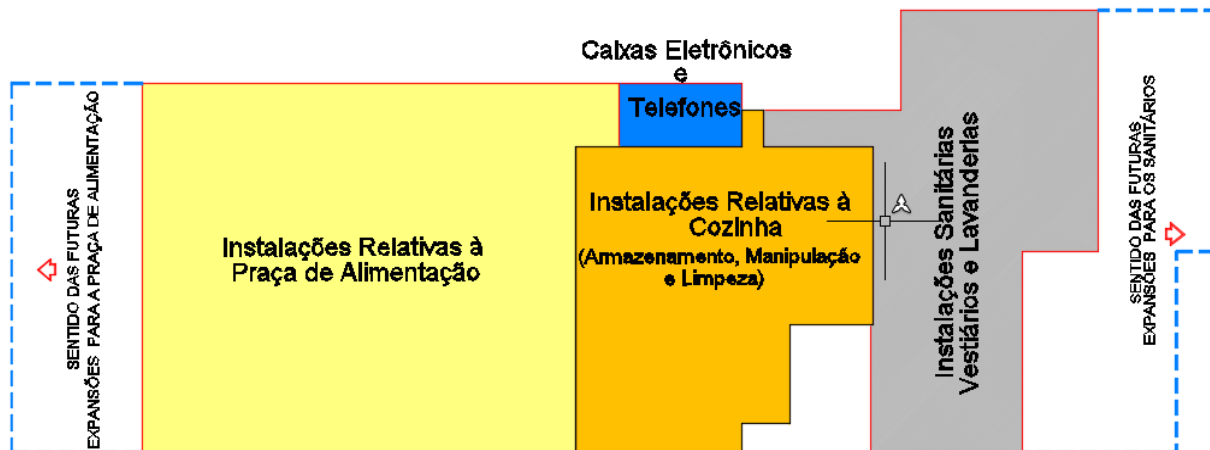 Caixas Eletrônicos
e
Telefones
SENTIDO DAS FUTURAS
EXPANSÕES PARA A PRAÇA DE ALIMENTAÇÃO
Instalações Relativas à
Praça de Alimentação
Instalações Relativas à
Cozinha
(Armazenamento, Manipulação
e Limpeza)
Instalações Sanitárias
Vestiários e Lavanderias
SENTIDO DAS FUTURAS
EXPANSÕES PARA OS SANITÁRIOS